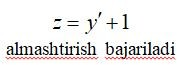 z = y′ + 1
almashtirish bajariladi